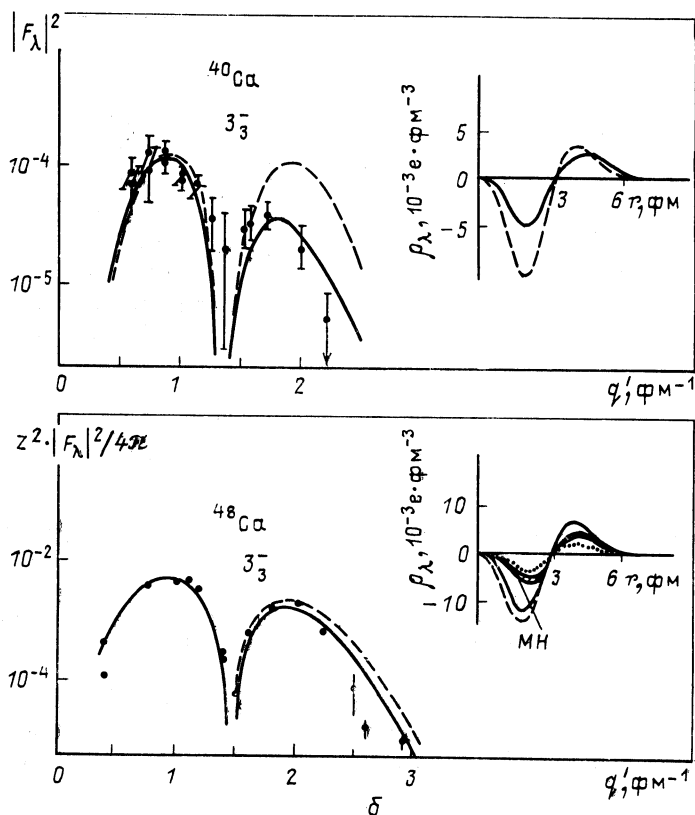 |F_λ|²
⁴⁰Ca
3₃⁻
10⁻⁴
10⁻⁵
0 1 2 q′, фм⁻¹
ρ_λ, 10⁻³ e·фм⁻³
5
0
-5
3 6 r, фм
Z²·|F_λ|²/4π
⁴⁸Ca
3₃⁻
10⁻²
10⁻⁴
0 1 2 3 q′, фм⁻¹
ρ_λ, 10⁻³ e·фм⁻³
10
0
10
3 6 r, фм
МН
б